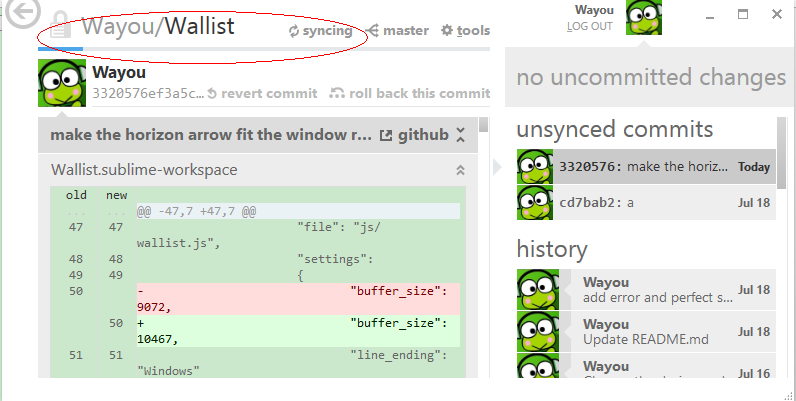 Wayou/Wallist
syncing
master
tools
Wayou
LOG OUT
Wayou
3320576ef3a5c... revert commit roll back this commit
make the horizon arrow fit the window r... github
Wallist.sublime-workspace
old new
... ... @@ -47,7 +47,7 @@
47 47 "file": "js/
wallist.js",
48 48 "settings":
49 49 {
50 - "buffer_size":
9072,
50 + "buffer_size":
10467,
51 51 "line_ending":
"Windows"
no uncommitted changes
unsynced commits
3320576: make the horiz... Today
cd7bab2: a Jul 18
history
Wayou
add error and perfect s... Jul 18
Wayou
Update README.md Jul 18
Wayou
Jul 16